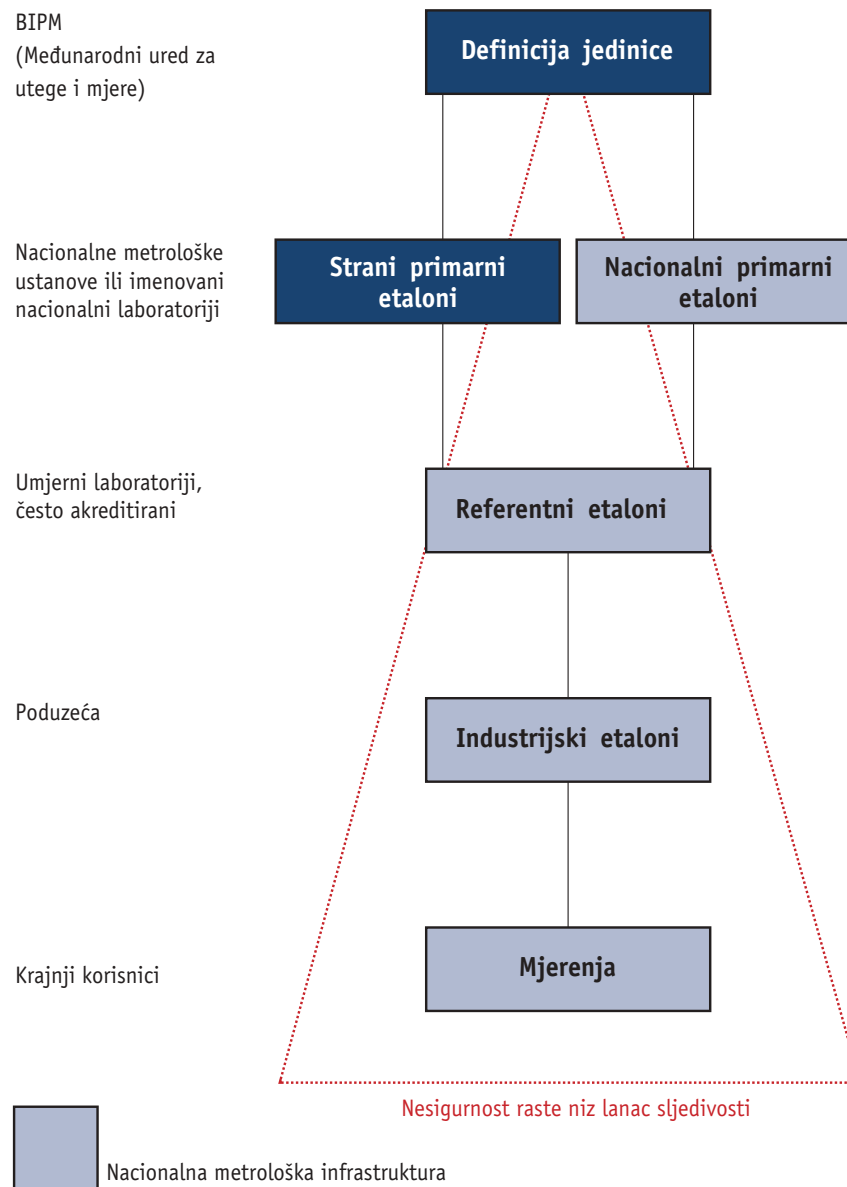 BIPM
(Međunarodni ured za
utege i mjere)
Definicija jedinice
Nacionalne metrološke
ustanove ili imenovani
nacionalni laboratoriji
Strani primarni
etaloni
Nacionalni primarni
etaloni
Umjerni laboratoriji,
često akreditirani
Referentni etaloni
Poduzeća
Industrijski etaloni
Krajnji korisnici
Mjerenja
Nesigurnost raste niz lanac sljedivosti
Nacionalna metrološka infrastruktura